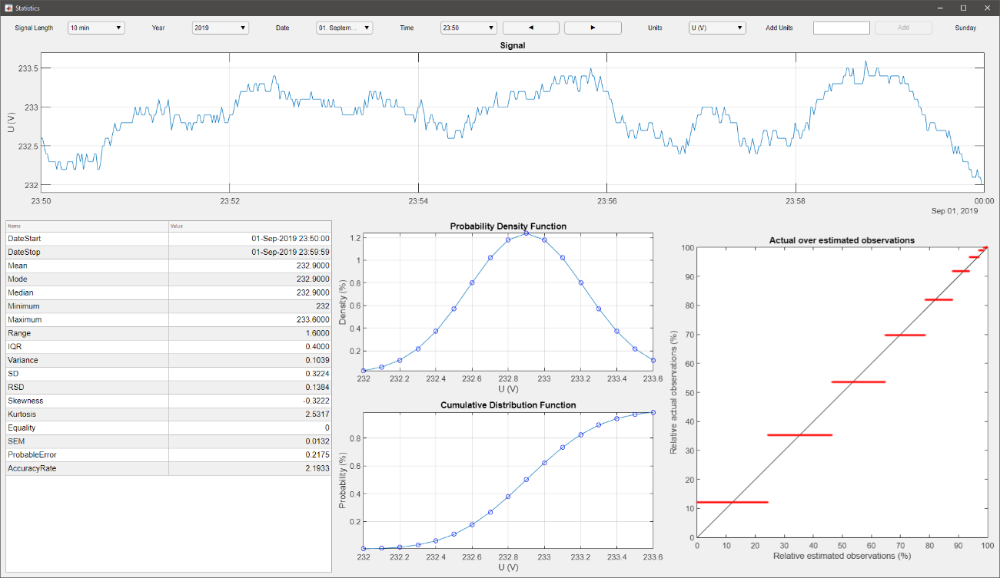 Statistics
Signal Length 10 min Year 2019 Date 01. Septem... Time 23:50 Units U (V) Add Units Add Sunday
Signal
233.5
233
232.5
232
U (V)
23:50 23:52 23:54 23:56 23:58 00:00
Sep 01, 2019
Name Value
DateStart 01-Sep-2019 23:50:00
DateStop 01-Sep-2019 23:59:59
Mean 232.9000
Mode 232.9000
Median 232.9000
Minimum 232
Maximum 233.6000
Range 1.6000
IQR 0.4000
Variance 0.1039
SD 0.3224
RSD 0.1384
Skewness -0.3222
Kurtosis 2.5317
Equality 0
SEM 0.0132
ProbableError 0.2175
AccuracyRate 2.1933
Probability Density Function
1.2
1
0.8
0.6
0.4
0.2
Density (%)
232 232.2 232.4 232.6 232.8 233 233.2 233.4 233.6
U (V)
Cumulative Distribution Function
0.8
0.6
0.4
0.2
Probability (%)
232 232.2 232.4 232.6 232.8 233 233.2 233.4 233.6
U (V)
Actual over estimated observations
100
90
80
70
60
50
40
30
20
10
0
Relative actual observations (%)
0 10 20 30 40 50 60 70 80 90 100
Relative estimated observations (%)